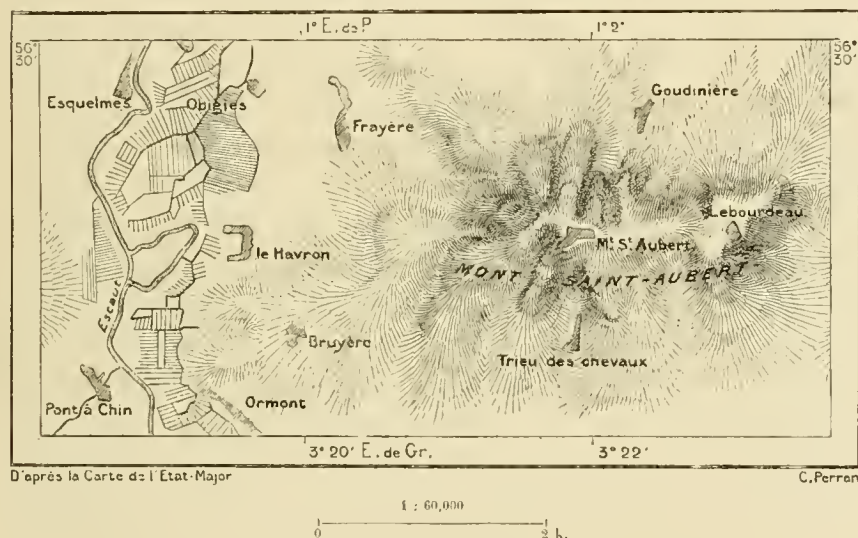 1° E. de P.
1° 2'
56°
30'
56°
30'
Esquelmes
Obigies
Goudinière
Frayère
Lebourdeau
le Havron
Mt. St. Aubert
MONT SAINT-AUBERT
Escaut
Bruyère
Trieu des chevaux
Pont à Chin
Ormont
3° 20' E. de Gr.
3° 22'
D'après la Carte de l'Etat-Major
C. Perron
1 : 60,000
0